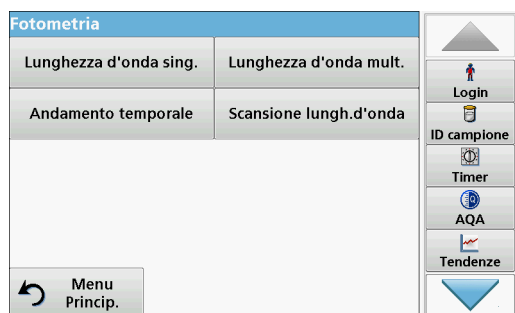 Fotometria
Lunghezza d'onda sing.
Lunghezza d'onda mult.
Andamento temporale
Scansione lungh.d'onda
Menu
Princip.
Login
ID campione
Timer
AQA
Tendenze